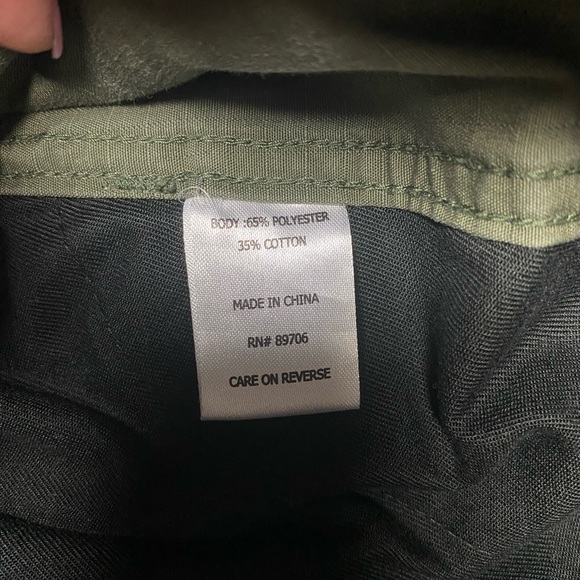 BODY :65% POLYESTER
35% COTTON
MADE IN CHINA
RN# 89706
CARE ON REVERSE